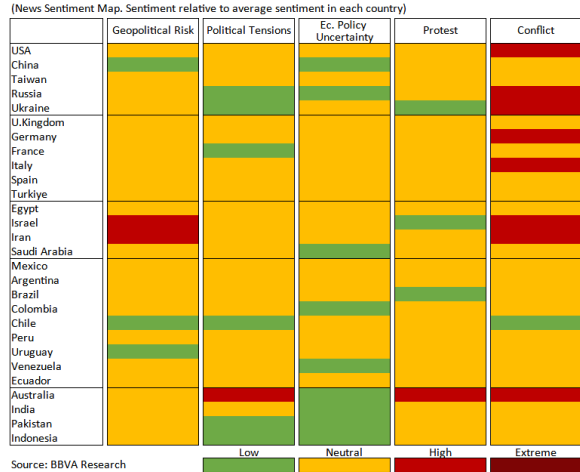 (News Sentiment Map. Sentiment relative to average sentiment in each country)
Geopolitical Risk Political Tensions Ec. Policy Uncertainty Protest Conflict
USA
China
Taiwan
Russia
Ukraine
U.Kingdom
Germany
France
Italy
Spain
Turkiye
Egypt
Israel
Iran
Saudi Arabia
Mexico
Argentina
Brazil
Colombia
Chile
Peru
Uruguay
Venezuela
Ecuador
Australia
India
Pakistan
Indonesia
Low Neutral High Extreme
Source: BBVA Research